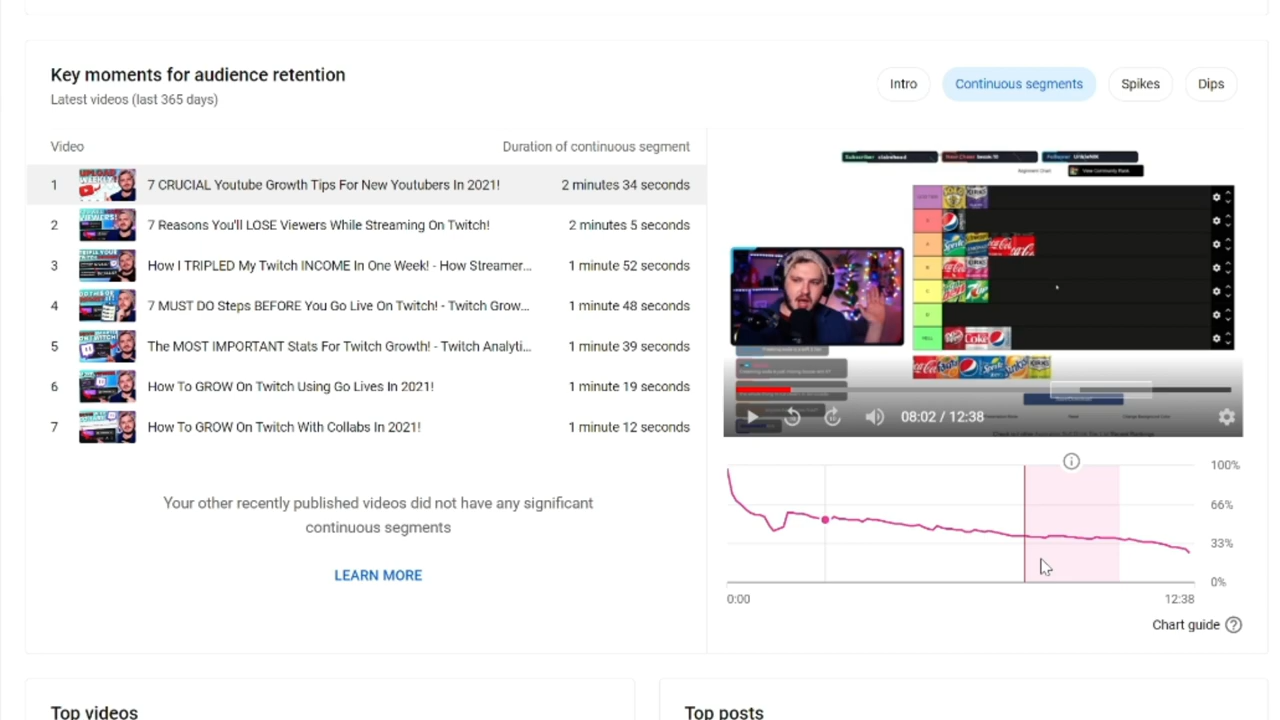 Key moments for audience retention
Latest videos (last 365 days)
Intro
Continuous segments
Spikes
Dips
Video
Duration of continuous segment
1 7 CRUCIAL Youtube Growth Tips For New Youtubers In 2021! 2 minutes 34 seconds
2 7 Reasons You'll LOSE Viewers While Streaming On Twitch! 2 minutes 5 seconds
3 How I TRIPLED My Twitch INCOME In One Week! - How Streamer... 1 minute 52 seconds
4 7 MUST DO Steps BEFORE You Go Live On Twitch! - Twitch Grow... 1 minute 48 seconds
5 The MOST IMPORTANT Stats For Twitch Growth! - Twitch Analyti... 1 minute 39 seconds
6 How To GROW On Twitch Using Go Lives In 2021! 1 minute 19 seconds
7 How To GROW On Twitch With Collabs In 2021! 1 minute 12 seconds
Your other recently published videos did not have any significant
continuous segments
LEARN MORE
View Community Rank
08:02 / 12:38
100%
66%
33%
0%
0:00
12:38
Chart guide
Top videos
Top posts